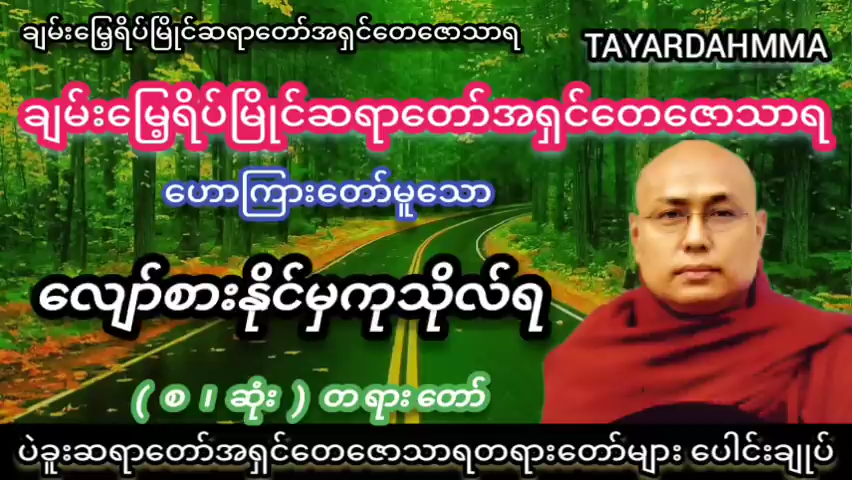 ချမ်းမြေ့ရိပ်မြိုင်ဆရာတော်အရှင်တေဇောသာရ
TAYARDAHMMA
ချမ်းမြေ့ရိပ်မြိုင်ဆရာတော်အရှင်တေဇောသာရ
ဟောကြားတော်မူသော
လျော်စားနိုင်မှကုသိုလ်ရ
( စ ၊ ဆုံး ) တရားတော်
ပဲခူးဆရာတော်အရှင်တေဇောသာရတရားတော်များ ပေါင်းချုပ်